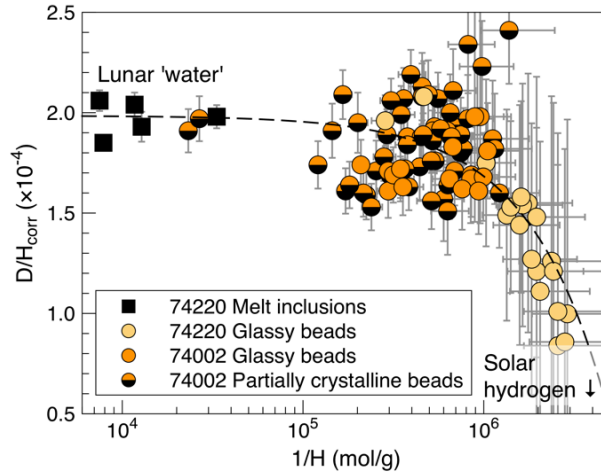 2.5
2.0
1.5
1.0
0.5
D/Hcorr (×10⁻⁴)
Lunar 'water'
74220 Melt inclusions
74220 Glassy beads
74002 Glassy beads
74002 Partially crystalline beads
Solar
hydrogen ↓
10⁴ 10⁵ 10⁶
1/H (mol/g)